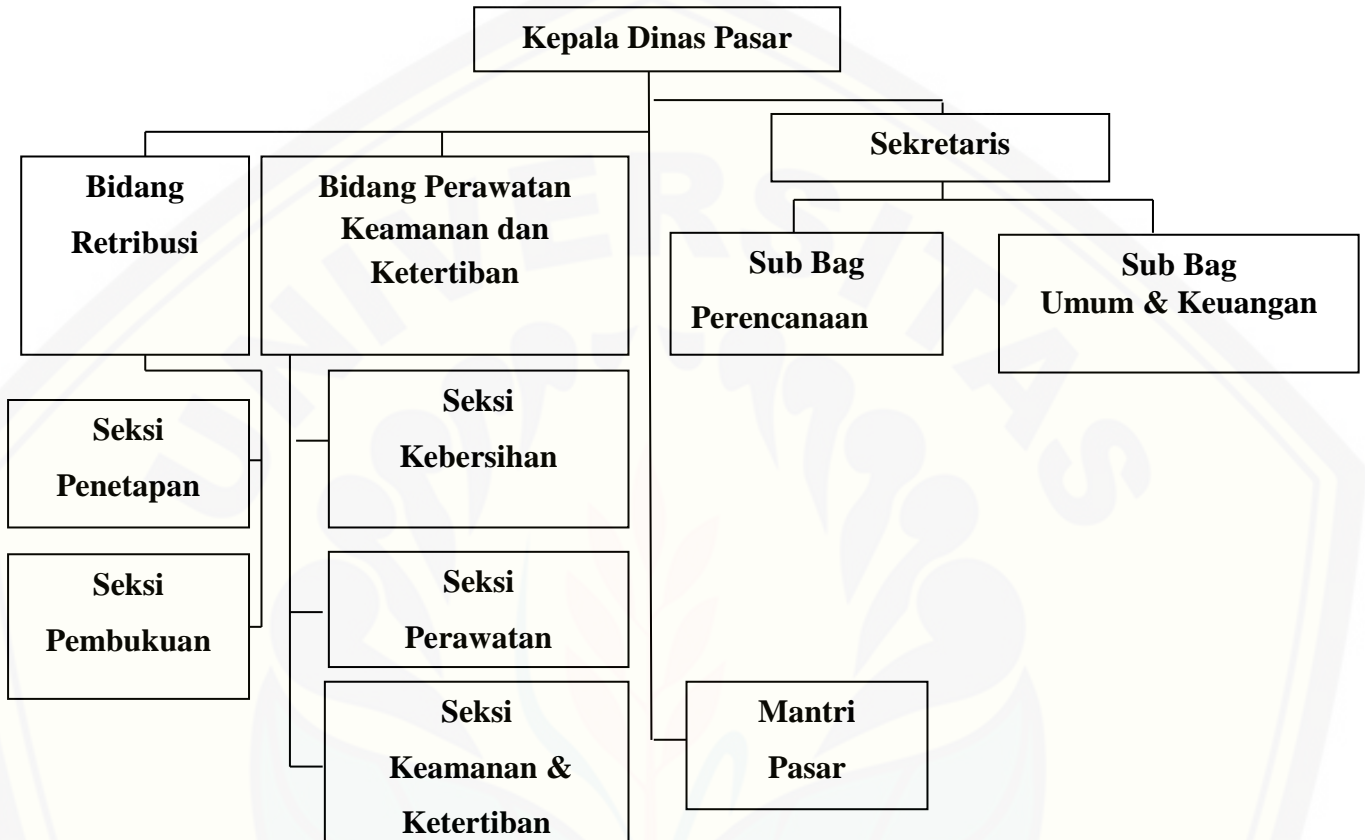 Kepala Dinas Pasar
Sekretaris
Bidang
Retribusi
Bidang Perawatan
Keamanan dan
Ketertiban
Sub Bag
Perencanaan
Sub Bag
Umum & Keuangan
Seksi
Penetapan
Seksi
Kebersihan
Seksi
Pembukuan
Seksi
Perawatan
Seksi
Keamanan &
Ketertiban
Mantri
Pasar
UNIVERSITAS